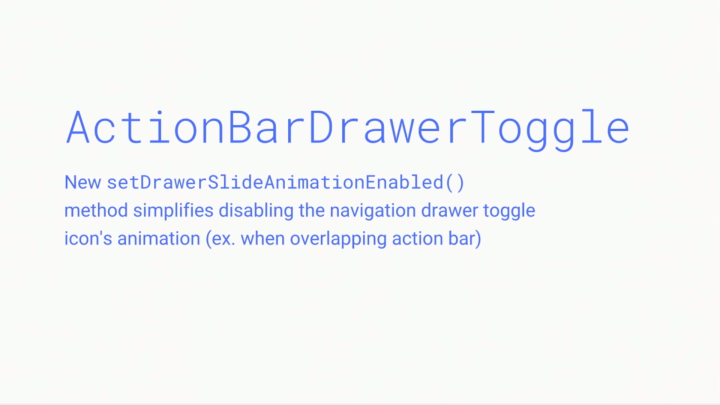 ActionBarDrawerToggle
New setDrawerSlideAnimationEnabled()
method simplifies disabling the navigation drawer toggle
icon's animation (ex. when overlapping action bar)